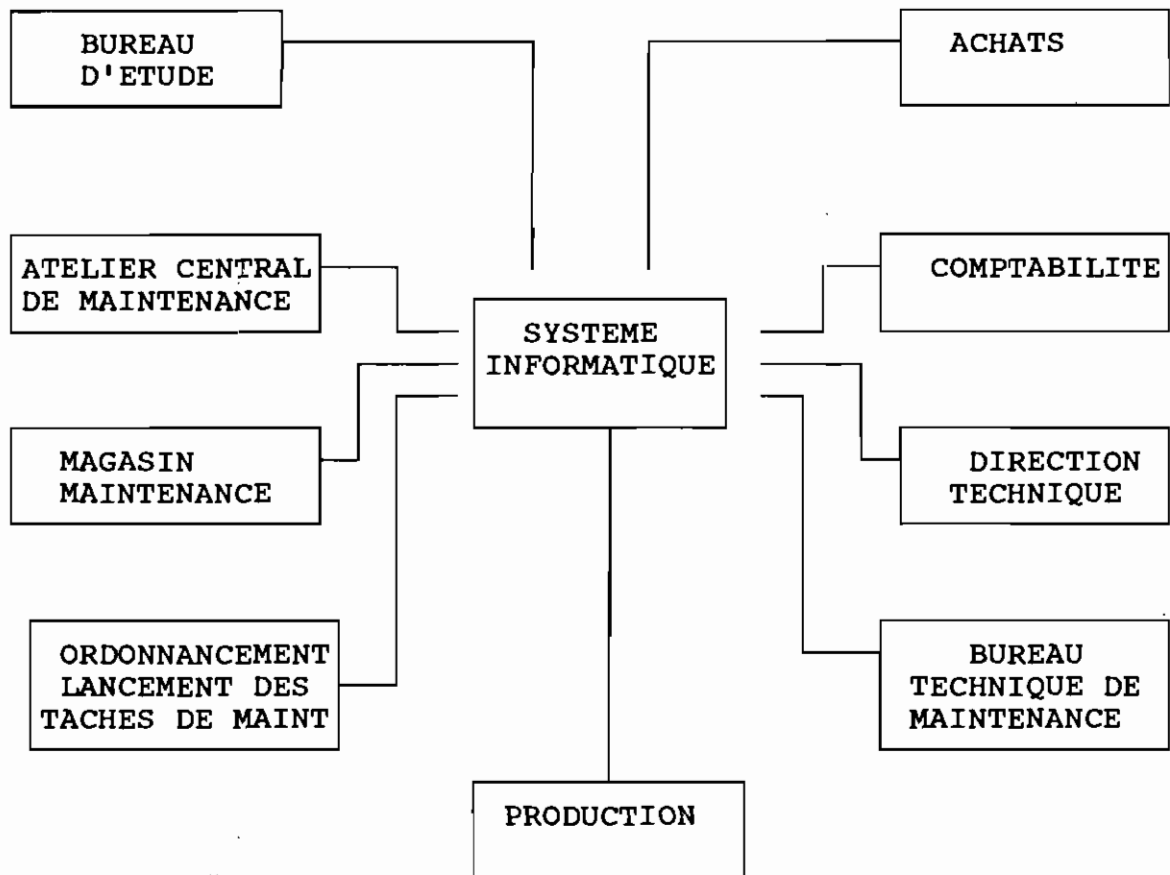 BUREAU
D'ETUDE
ACHATS
ATELIER CENTRAL
DE MAINTENANCE
COMPTABILITE
SYSTEME
INFORMATIQUE
MAGASIN
MAINTENANCE
DIRECTION
TECHNIQUE
ORDONNANCEMENT
LANCEMENT DES
TACHES DE MAINT
BUREAU
TECHNIQUE DE
MAINTENANCE
PRODUCTION